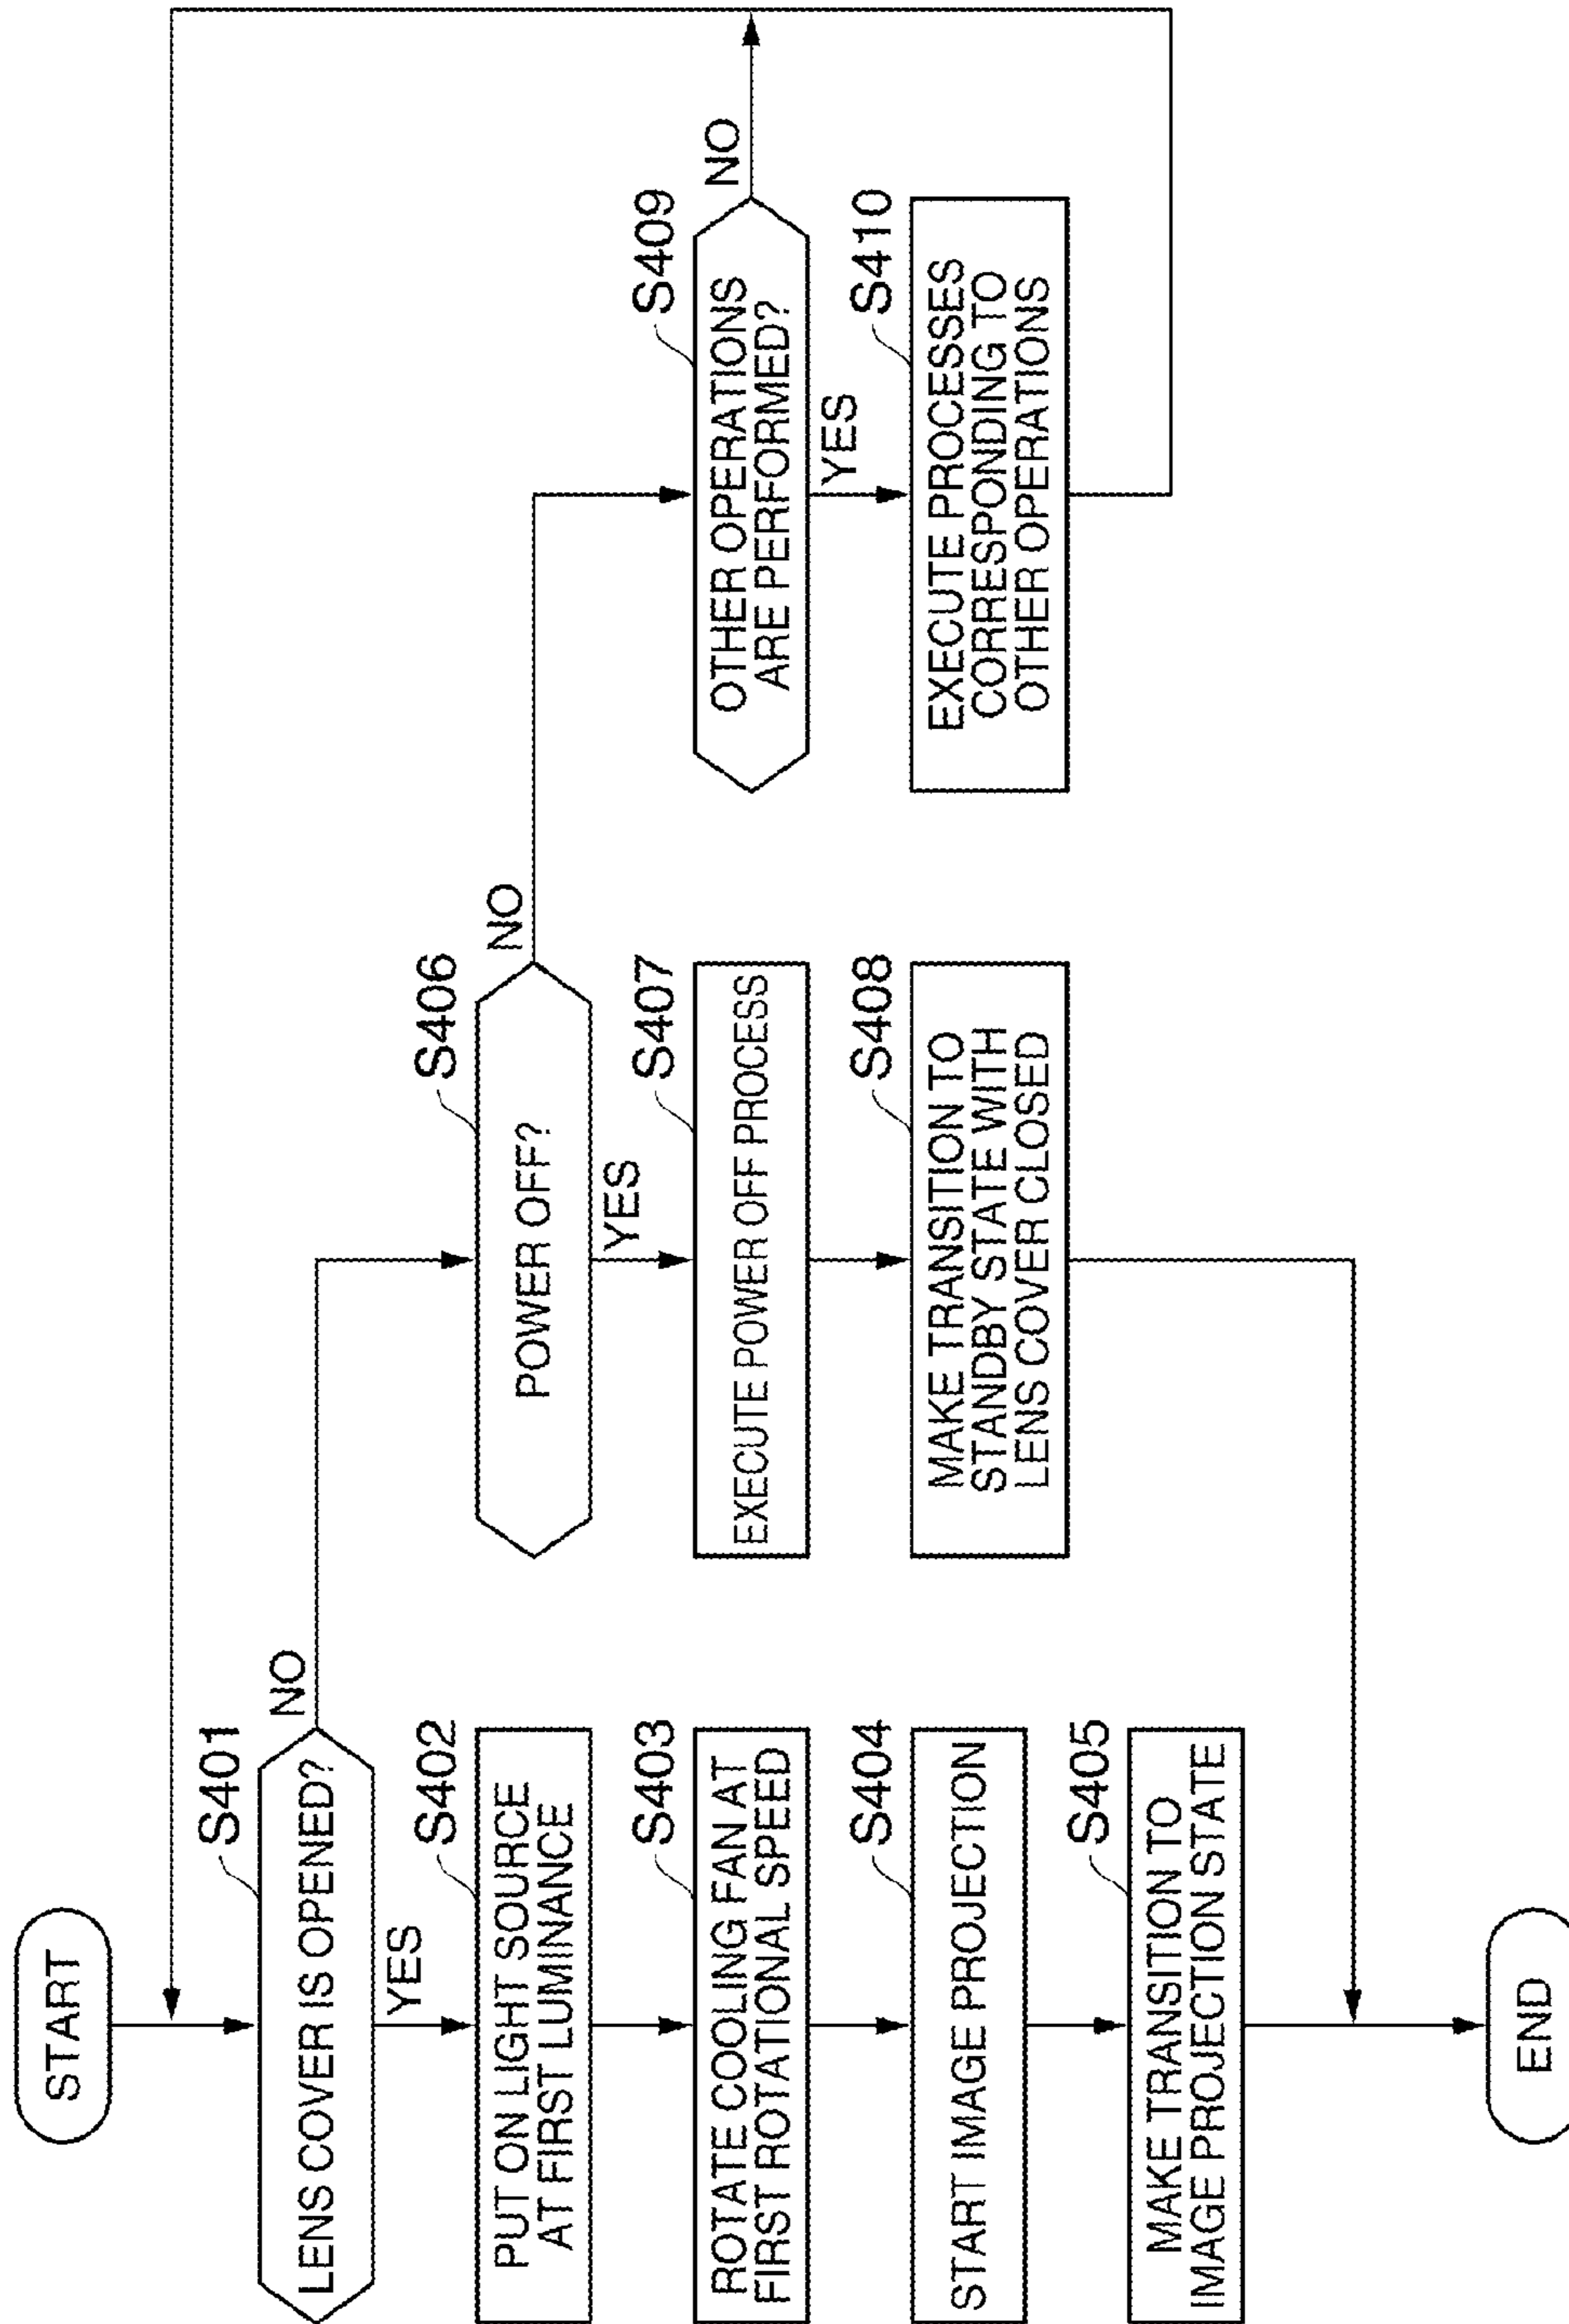 START
S401
LENS COVER IS OPENED?
NO
YES
S402
PUT ON LIGHT SOURCE
AT FIRST LUMINANCE
S403
ROTATE COOLING FAN AT
FIRST ROTATIONAL SPEED
S404
START IMAGE PROJECTION
S405
MAKE TRANSITION TO
IMAGE PROJECTION STATE
END
S406
POWER OFF?
NO
YES
S407
EXECUTE POWER OFF PROCESS
S408
MAKE TRANSITION TO
STANDBY STATE WITH
LENS COVER CLOSED
S409
OTHER OPERATIONS
ARE PERFORMED?
NO
YES
S410
EXECUTE PROCESSES
CORRESPONDING TO
OTHER OPERATIONS